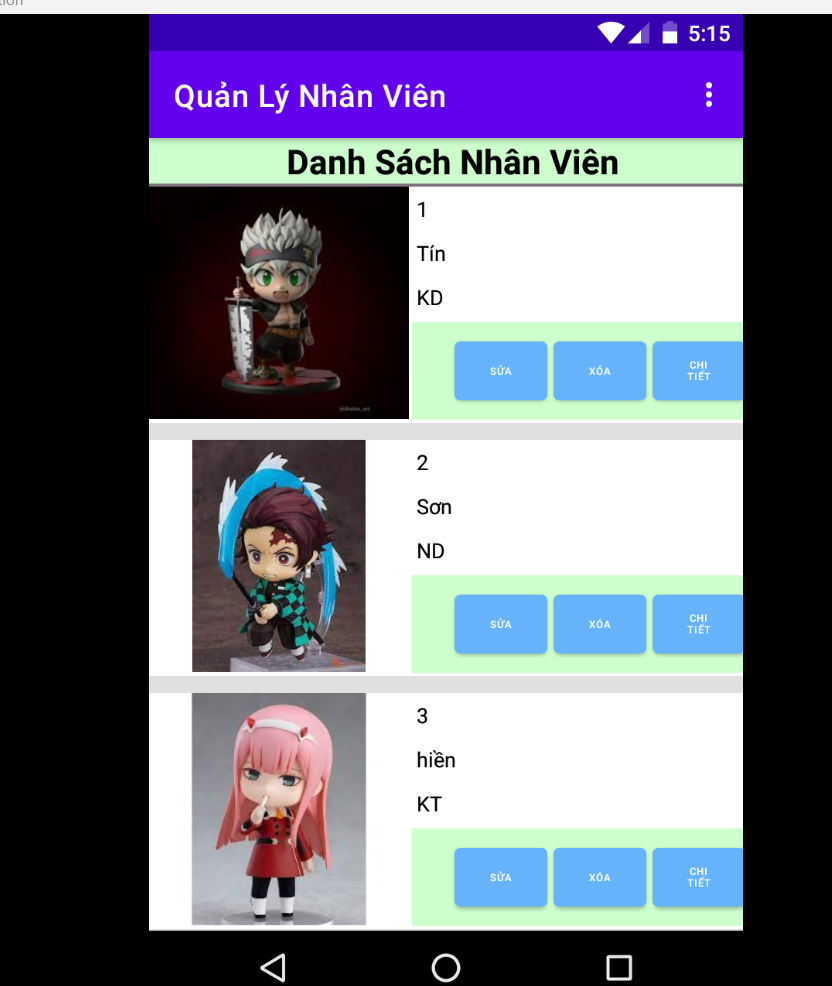 5:15
Quản Lý Nhân Viên
Danh Sách Nhân Viên
1
Tín
KD
SỬA XÓA CHI
TIẾT
2
Sơn
ND
SỬA XÓA CHI
TIẾT
3
hiền
KT
SỬA XÓA CHI
TIẾT